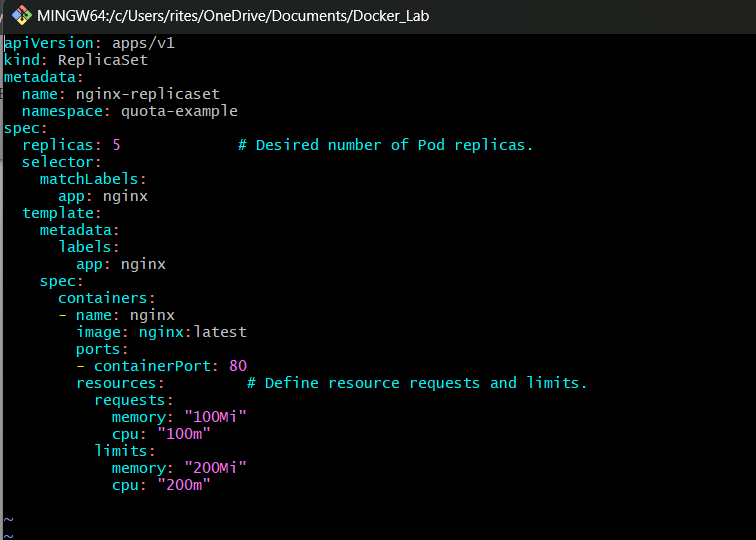 MINGW64:/c/Users/rites/OneDrive/Documents/Docker_Lab
apiVersion: apps/v1
kind: ReplicaSet
metadata:
  name: nginx-replicaset
  namespace: quota-example
spec:
  replicas: 5             # Desired number of Pod replicas.
  selector:
    matchLabels:
      app: nginx
  template:
    metadata:
      labels:
        app: nginx
    spec:
      containers:
      - name: nginx
        image: nginx:latest
        ports:
        - containerPort: 80
        resources:         # Define resource requests and limits.
          requests:
            memory: "100Mi"
            cpu: "100m"
          limits:
            memory: "200Mi"
            cpu: "200m"
~
~